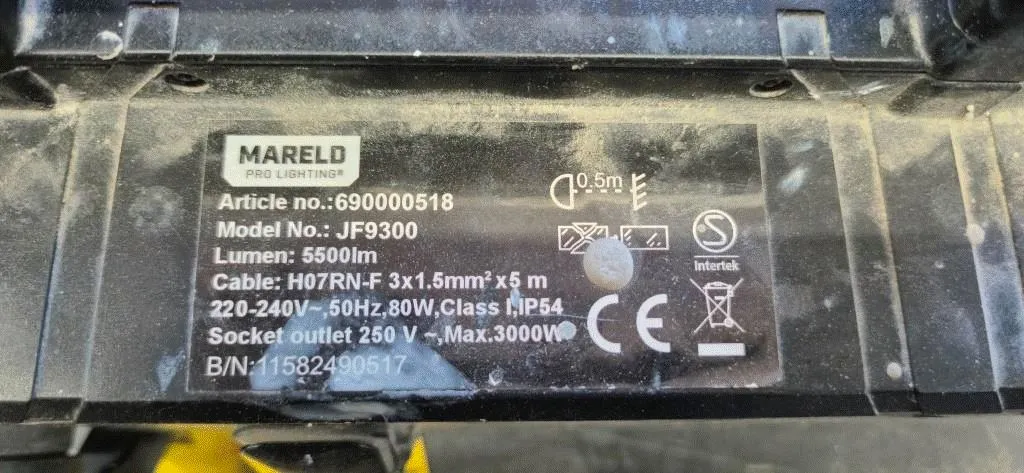 MARELD
PRO LIGHTING®
Article no.:690000518
Model No.: JF9300
Lumen: 5500lm
Cable: H07RN-F 3x1.5mm² x 5 m
220-240V~,50Hz,80W,Class I,IP54
Socket outlet 250 V ~,Max.3000W
B/N:11582490517
0.5m
S
Intertek
CE